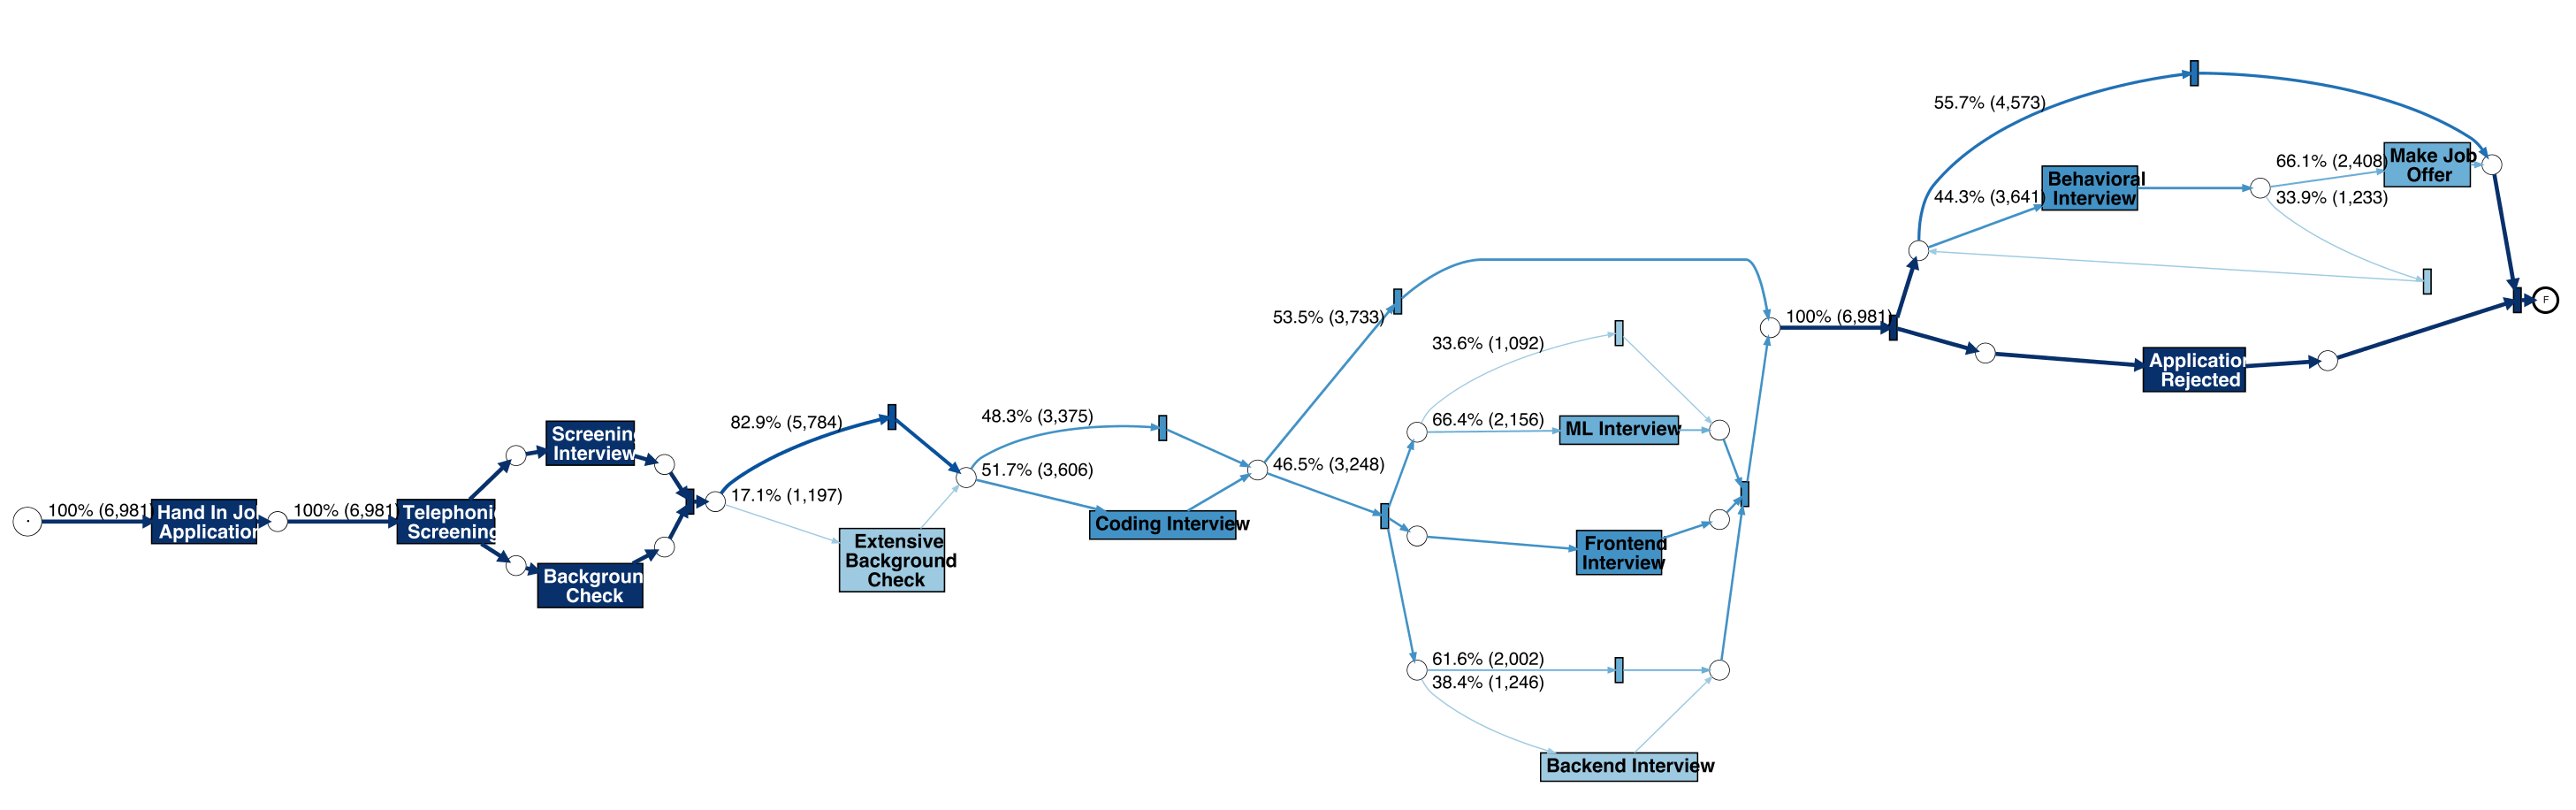 100% (6,981)
Hand In Jo
Application
100% (6,981)
Telephoni
Screening
Screenin
Interview
Backgroun
Check
82.9% (5,784)
17.1% (1,197)
Extensive
Background
Check
48.3% (3,375)
51.7% (3,606)
Coding Interview
53.5% (3,733)
46.5% (3,248)
33.6% (1,092)
66.4% (2,156)
ML Interview
Frontend
Interview
61.6% (2,002)
38.4% (1,246)
Backend Interview
100% (6,981)
55.7% (4,573)
44.3% (3,641)
Behavioral
Interview
66.1% (2,408)
33.9% (1,233)
Make Job
Offer
Application
Rejected
F